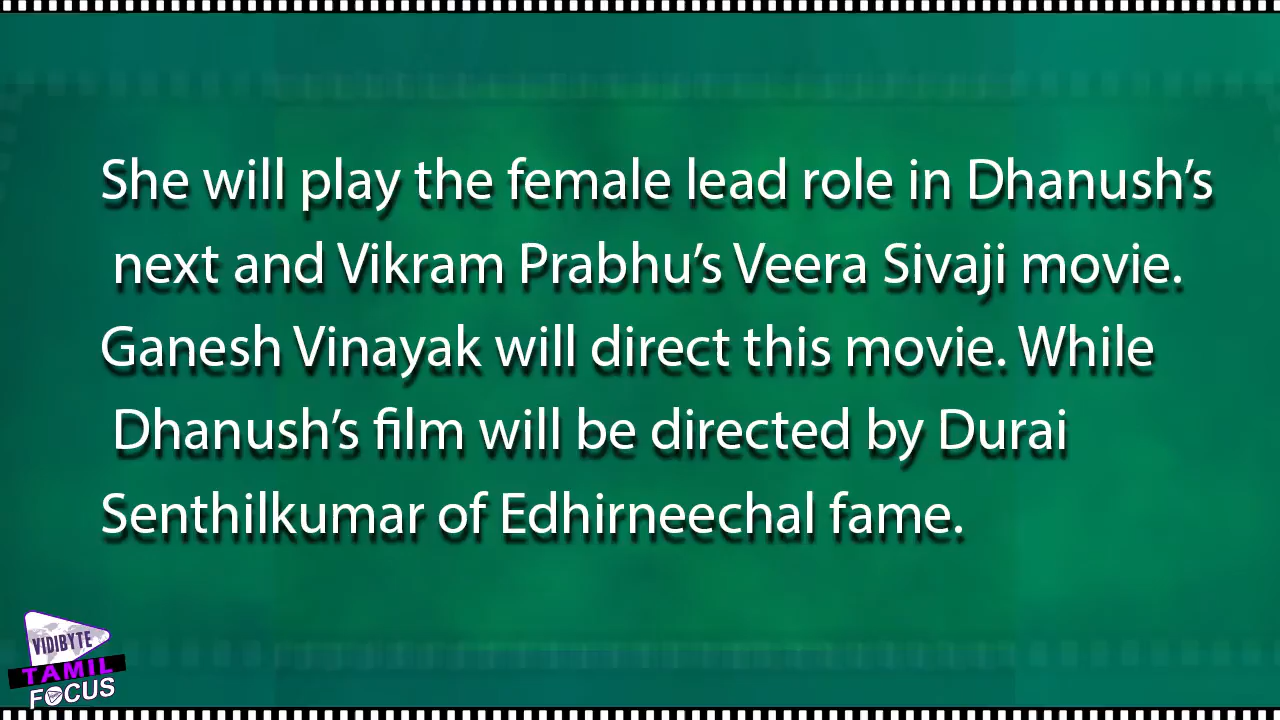 She will play the female lead role in Dhanush’s
next and Vikram Prabhu’s Veera Sivaji movie.
Ganesh Vinayak will direct this movie. While
Dhanush’s film will be directed by Durai
Senthilkumar of Edhirneechal fame.
VIDIBYTE
TAMIL
FOCUS